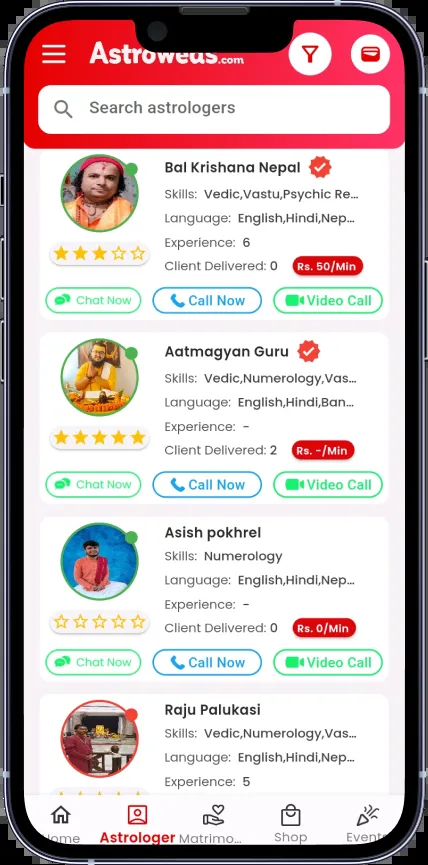 Astroweds.com
Search astrologers
Bal Krishana Nepal
Skills: Vedic,Vastu,Psychic Re...
Language: English,Hindi,Nep...
Experience: 6
Client Delivered: 0 Rs. 50/Min
Chat Now Call Now Video Call
Aatmagyan Guru
Skills: Vedic,Numerology,Vas...
Language: English,Hindi,Ban...
Experience: -
Client Delivered: 2 Rs. -/Min
Chat Now Call Now Video Call
Asish pokhrel
Skills: Numerology
Language: English,Hindi,Nep...
Experience: -
Client Delivered: 0 Rs. 0/Min
Chat Now Call Now Video Call
Raju Palukasi
Skills: Vedic,Numerology,Vas...
Language: English,Hindi,Nep...
Experience: 5
Home Astrologer Matrimo... Shop Events